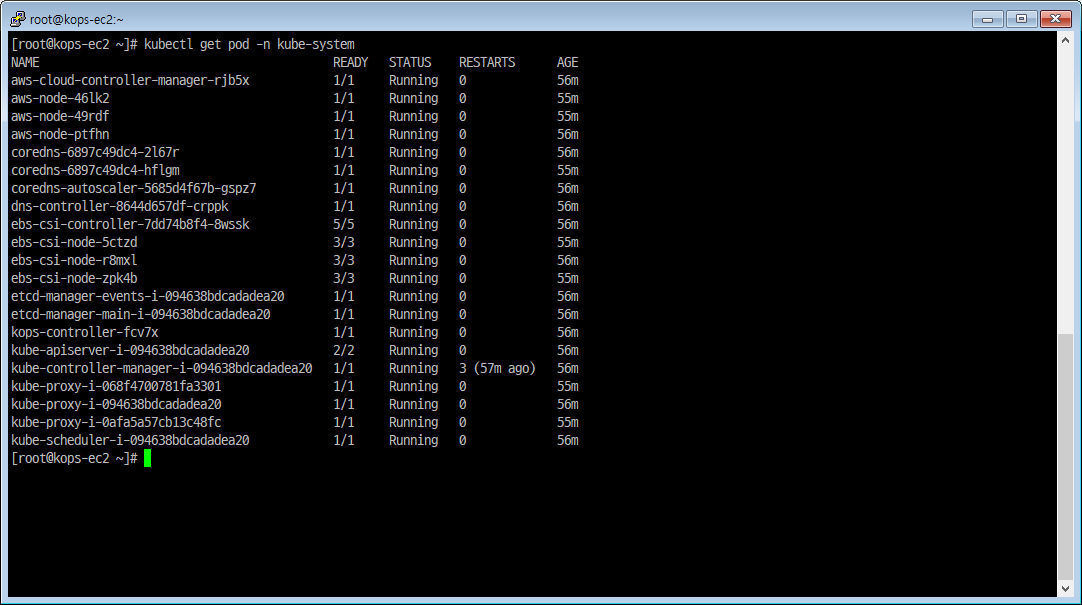 root@kops-ec2:~
[root@kops-ec2 ~]# kubectl get pod -n kube-system
NAME READY STATUS RESTARTS AGE
aws-cloud-controller-manager-rjb5x 1/1 Running 0 56m
aws-node-46lk2 1/1 Running 0 55m
aws-node-49rdf 1/1 Running 0 55m
aws-node-ptfhn 1/1 Running 0 56m
coredns-6897c49dc4-2l67r 1/1 Running 0 56m
coredns-6897c49dc4-hflgm 1/1 Running 0 55m
coredns-autoscaler-5685d4f67b-gspz7 1/1 Running 0 56m
dns-controller-8644d657df-crppk 1/1 Running 0 56m
ebs-csi-controller-7dd74b8f4-8wssk 5/5 Running 0 56m
ebs-csi-node-5ctzd 3/3 Running 0 55m
ebs-csi-node-r8mxl 3/3 Running 0 56m
ebs-csi-node-zpk4b 3/3 Running 0 55m
etcd-manager-events-i-094638bdcadadea20 1/1 Running 0 56m
etcd-manager-main-i-094638bdcadadea20 1/1 Running 0 56m
kops-controller-fcv7x 1/1 Running 0 56m
kube-apiserver-i-094638bdcadadea20 2/2 Running 0 56m
kube-controller-manager-i-094638bdcadadea20 1/1 Running 3 (57m ago) 56m
kube-proxy-i-068f4700781fa3301 1/1 Running 0 55m
kube-proxy-i-094638bdcadadea20 1/1 Running 0 56m
kube-proxy-i-0afa5a57cb13c48fc 1/1 Running 0 55m
kube-scheduler-i-094638bdcadadea20 1/1 Running 0 56m
[root@kops-ec2 ~]#